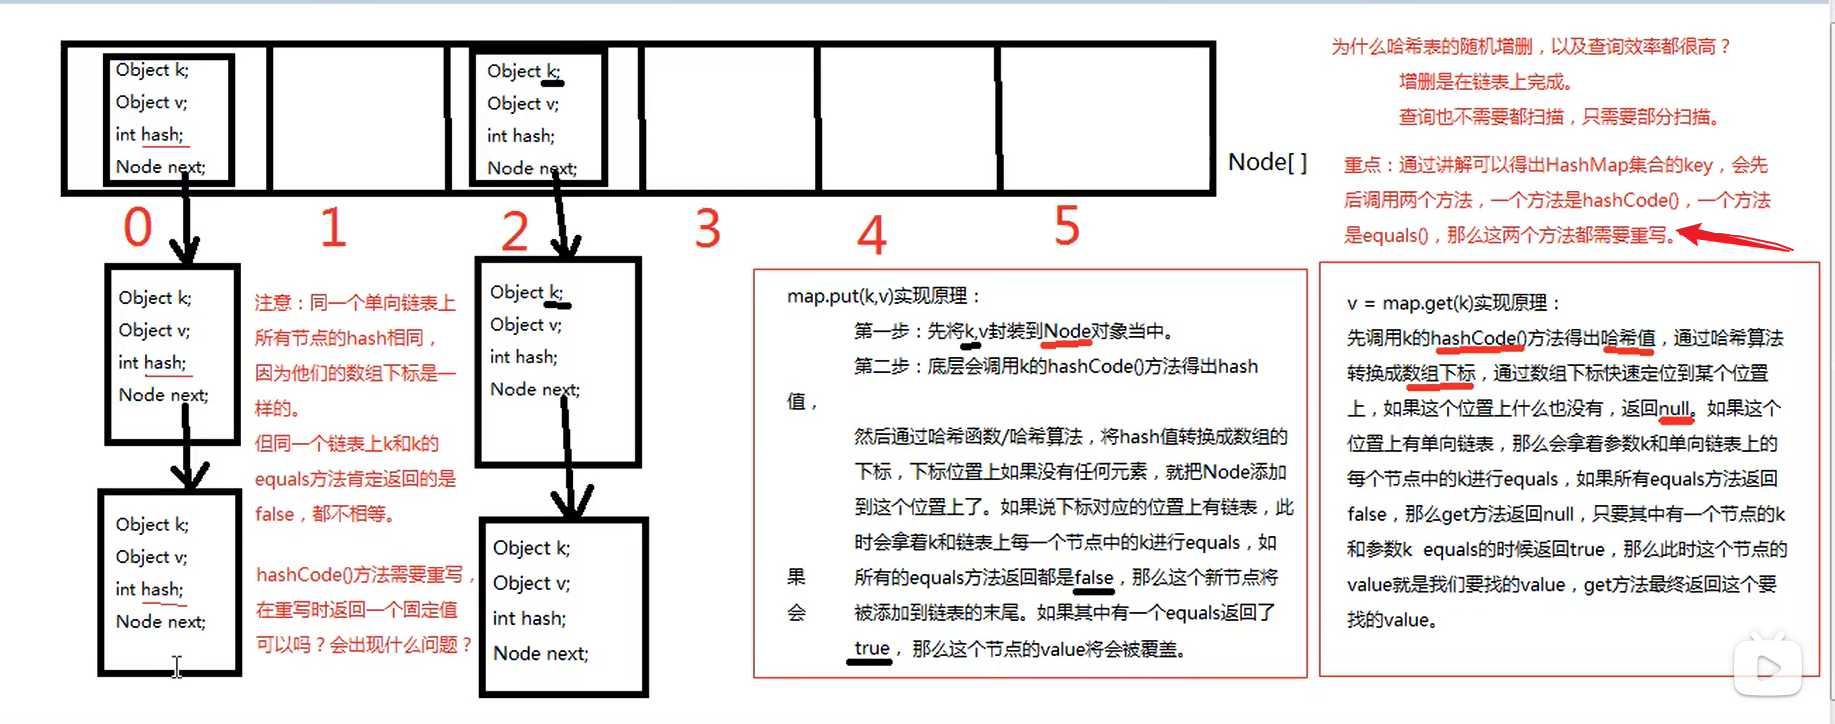 Object k;
Object v;
int hash;
Node next;
Object k;
Object v;
int hash;
Node next;
Node[ ]
0
1
2
3
4
5
Object k;
Object v;
int hash;
Node next;
Object k;
Object v;
int hash;
Node next;
Object k;
Object v;
int hash;
Node next;
Object k;
Object v;
int hash;
Node next;
注意：同一个单向链表上
所有节点的hash相同，
因为他们的数组下标是一
样的。
但同一个链表上k和k的
equals方法肯定返回的是
false，都不相等。
hashCode()方法需要重写，
在重写时返回一个固定值
可以吗？会出现什么问题？
为什么哈希表的随机增删，以及查询效率都很高？
增删是在链表上完成。
查询也不需要都扫描，只需要部分扫描。
重点：通过讲解可以得出HashMap集合的key，会先
后调用两个方法，一个方法是hashCode()，一个方法
是equals()，那么这两个方法都需要重写。
map.put(k,v)实现原理：
第一步：先将k,v封装到Node对象当中。
第二步：底层会调用k的hashCode()方法得出hash
值，
然后通过哈希函数/哈希算法，将hash值转换成数组的
下标，下标位置上如果没有任何元素，就把Node添加
到这个位置上了。如果说下标对应的位置上有链表，此
时会拿着k和链表上每一个节点中的k进行equals，如
果 所有的equals方法返回都是false，那么这个新节点将
会 被添加到链表的末尾。如果其中有一个equals返回了
true，那么这个节点的value将会被覆盖。
v = map.get(k)实现原理：
先调用k的hashCode()方法得出哈希值，通过哈希算法
转换成数组下标，通过数组下标快速定位到某个位置
上，如果这个位置上什么也没有，返回null。如果这个
位置上有单向链表，那么会拿着参数k和单向链表上的
每个节点中的k进行equals，如果所有equals方法返回
false，那么get方法返回null，只要其中有一个节点的k
和参数k equals的时候返回true，那么此时这个节点的
value就是我们要找的value，get方法最终返回这个要
找的value。